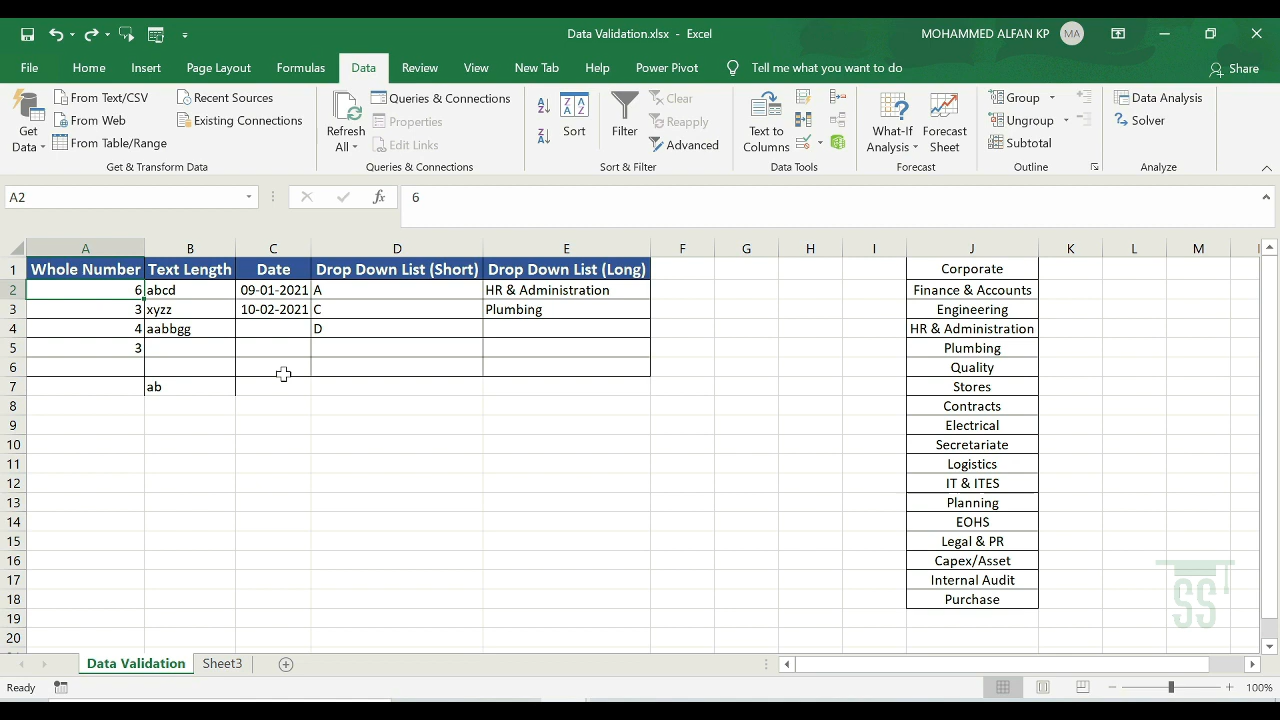 Data Validation.xlsx - Excel
MOHAMMED ALFAN KP
MA
File Home Insert Page Layout Formulas Data Review View New Tab Help Power Pivot Tell me what you want to do Share
Get Data
From Text/CSV
From Web
From Table/Range
Recent Sources
Existing Connections
Get & Transform Data
Refresh All
Queries & Connections
Properties
Edit Links
Queries & Connections
Sort
Filter
Clear
Reapply
Advanced
Sort & Filter
Text to Columns
Data Tools
What-If Analysis
Forecast Sheet
Forecast
Group
Ungroup
Subtotal
Outline
Data Analysis
Solver
Analyze
A2 fx 6
A B C D E F G H I J K L M
1 Whole Number Text Length Date Drop Down List (Short) Drop Down List (Long) Corporate
2 6 abcd 09-01-2021 A HR & Administration Finance & Accounts
3 3 xyzz 10-02-2021 C Plumbing Engineering
4 4 aabbgg D HR & Administration
5 3 Plumbing
6 Quality
7 ab Stores
8 Contracts
9 Electrical
10 Secretariate
11 Logistics
12 IT & ITES
13 Planning
14 EOHS
15 Legal & PR
16 Capex/Asset
17 Internal Audit
18 Purchase
19
20
SS
Data Validation Sheet3
Ready 100%